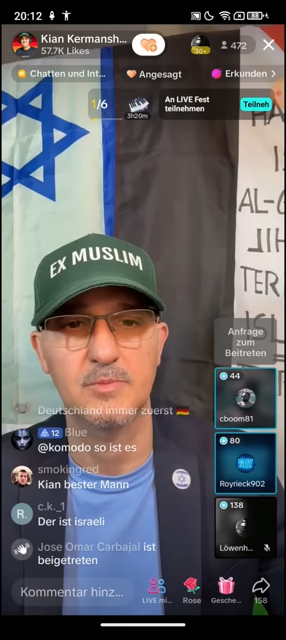 20:12
Kian Kermansh...
57.7K Likes
30+
472
Chatten und Int...
Angesagt
Erkunden
1/6
3h20m
An LIVE Fest
teilnehmen
Teilneh
AL-
TER
EX MUSLIM
Anfrage
zum
Beitreten
44
cboom81
80
Royrieck902
138
Löwenh...
Deutschland immer zuerst 🇩🇪
12 Blue
@komodo so ist es
smokingred
Kian bester Mann
R. c.k._1
Der ist israeli
Jose Omar Carbajal ist
beigetreten
Kommentar hinz...
LIVE mi...
Rose
Gesche...
158